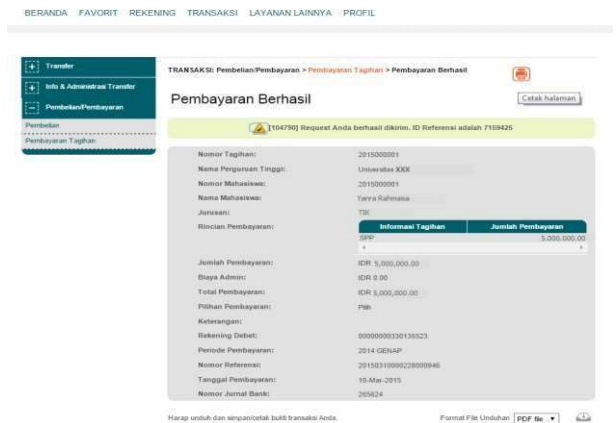 BERANDA FAVORIT REKENING TRANSAKSI LAYANAN LAINNYA PROFIL
Transfer
Info & Administrasi Transfer
Pembelian/Pembayaran
Pembelian
Pembayaran Tagihan
TRANSAKSI: Pembelian/Pembayaran > Pembayaran Tagihan > Pembayaran Berhasil
Pembayaran Berhasil
Cetak halaman
[104790] Request Anda berhasil dikirim. ID Referensi adalah 7159425
Nomor Tagihan: 2015000001
Nama Perguruan Tinggi: Universitas XXX
Nomor Mahasiswa: 2015000001
Nama Mahasiswa: Rahmaisa
Jurusan: TIK
Rincian Pembayaran: Informasi Tagihan Jumlah Pembayaran
SPP 5,000,000.00
Jumlah Pembayaran: IDR 5,000,000.00
Biaya Admin: IDR 0.00
Total Pembayaran: IDR 5,000,000.00
Pilihan Pembayaran: Pilih
Keterangan:
Rekening Debet:
Periode Pembayaran: 2014 GENAP
Nomor Referensi:
Tanggal Pembayaran: 10-Mar-2015
Nomor Jurnal Bank: 265624
Harap unduh dan simpan/cetak bukti transaksi Anda. Format File Unduhan PDF file